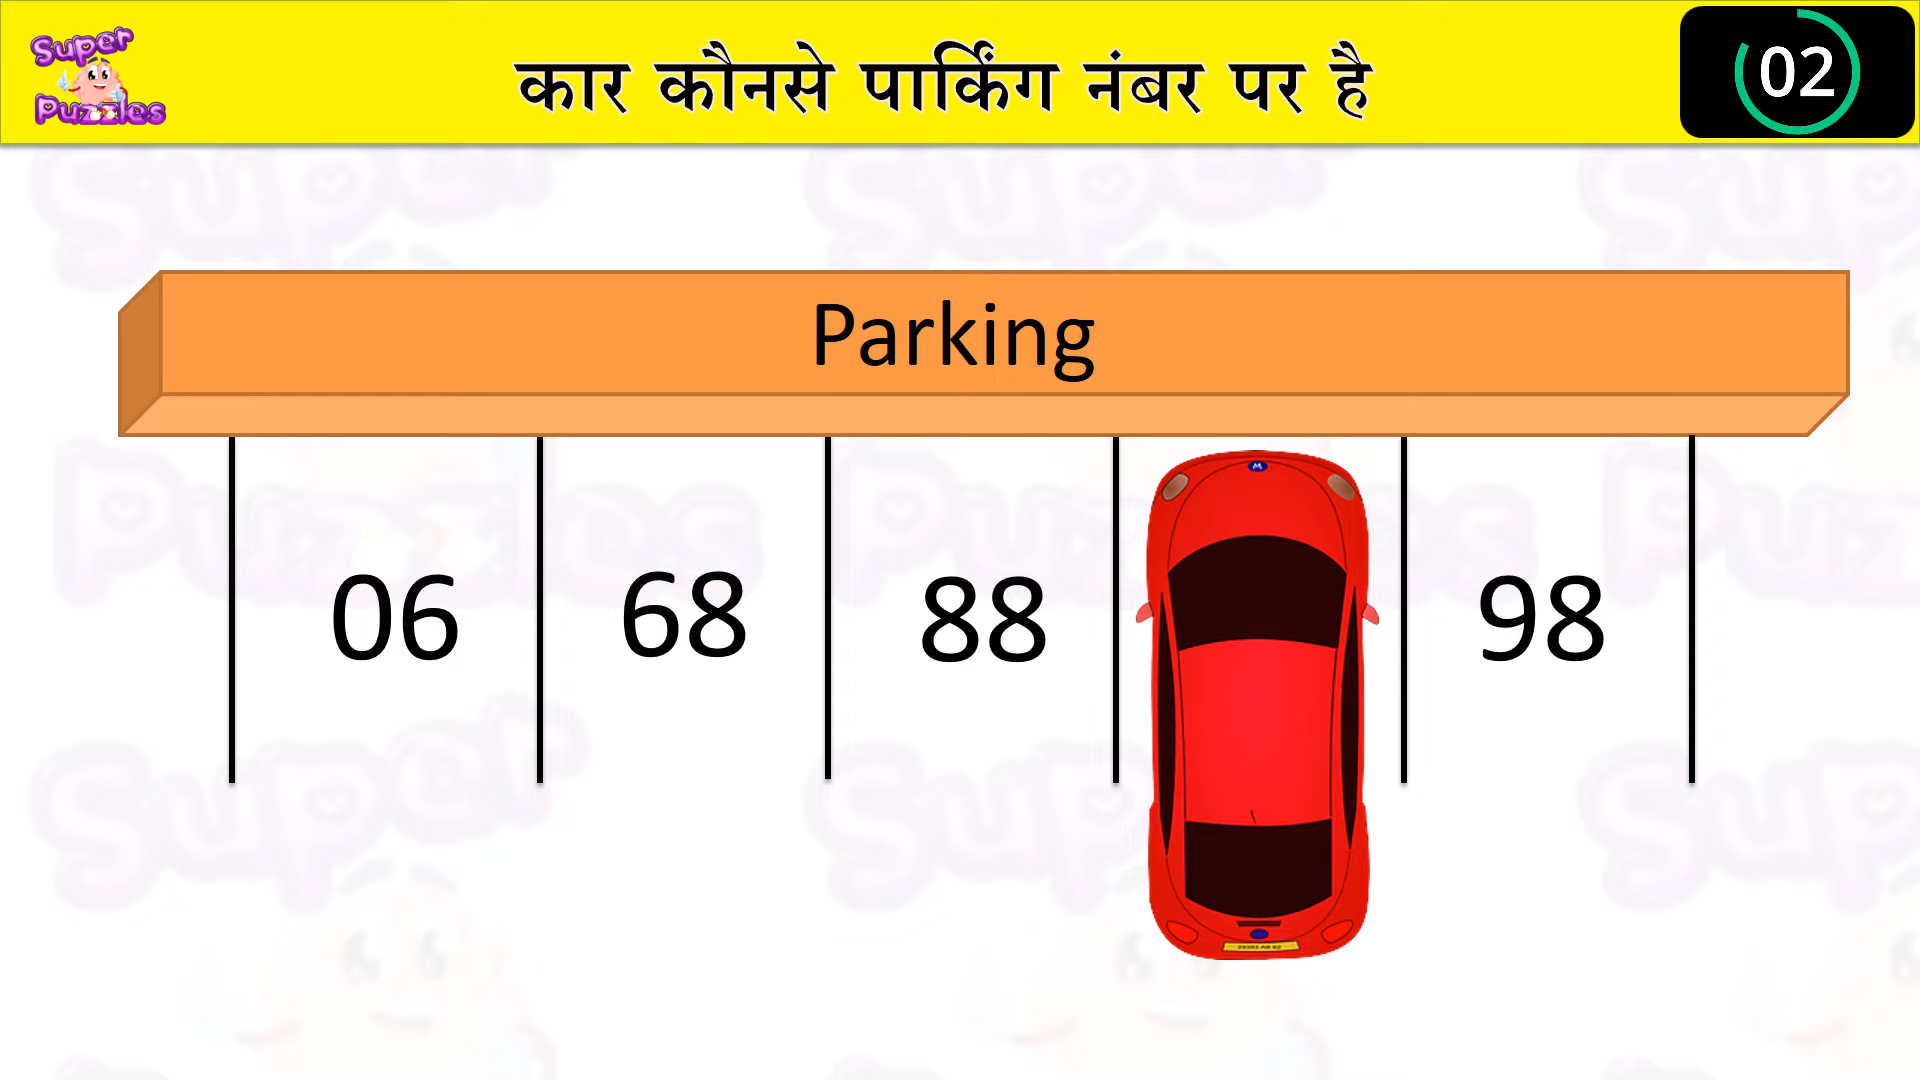 Super
Puzzles
कार कौनसे पार्किंग नंबर पर है
02
Parking
06 68 88 98
M